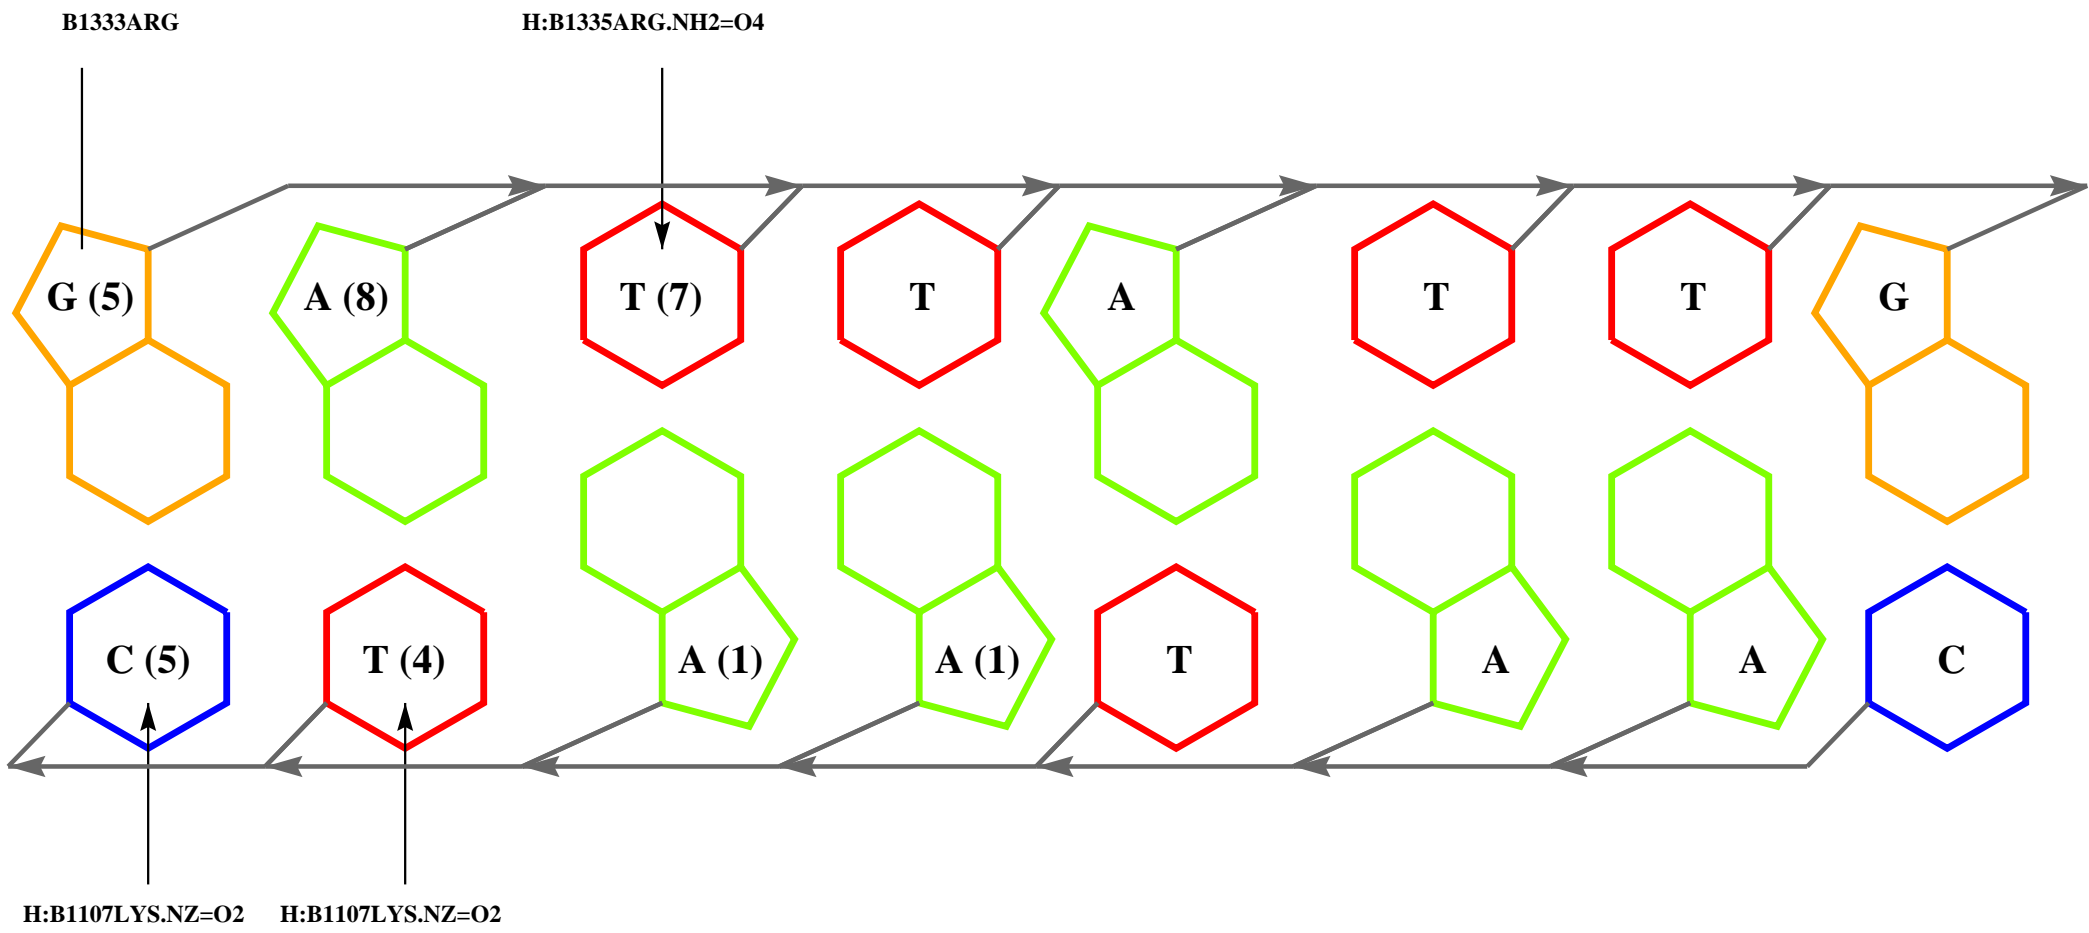 B1333ARG H:B1335ARG.NH2=O4
G (5) A (8) T (7) T A T T G
C (5) T (4) A (1) A (1) T A A C
H:B1107LYS.NZ=O2 H:B1107LYS.NZ=O2